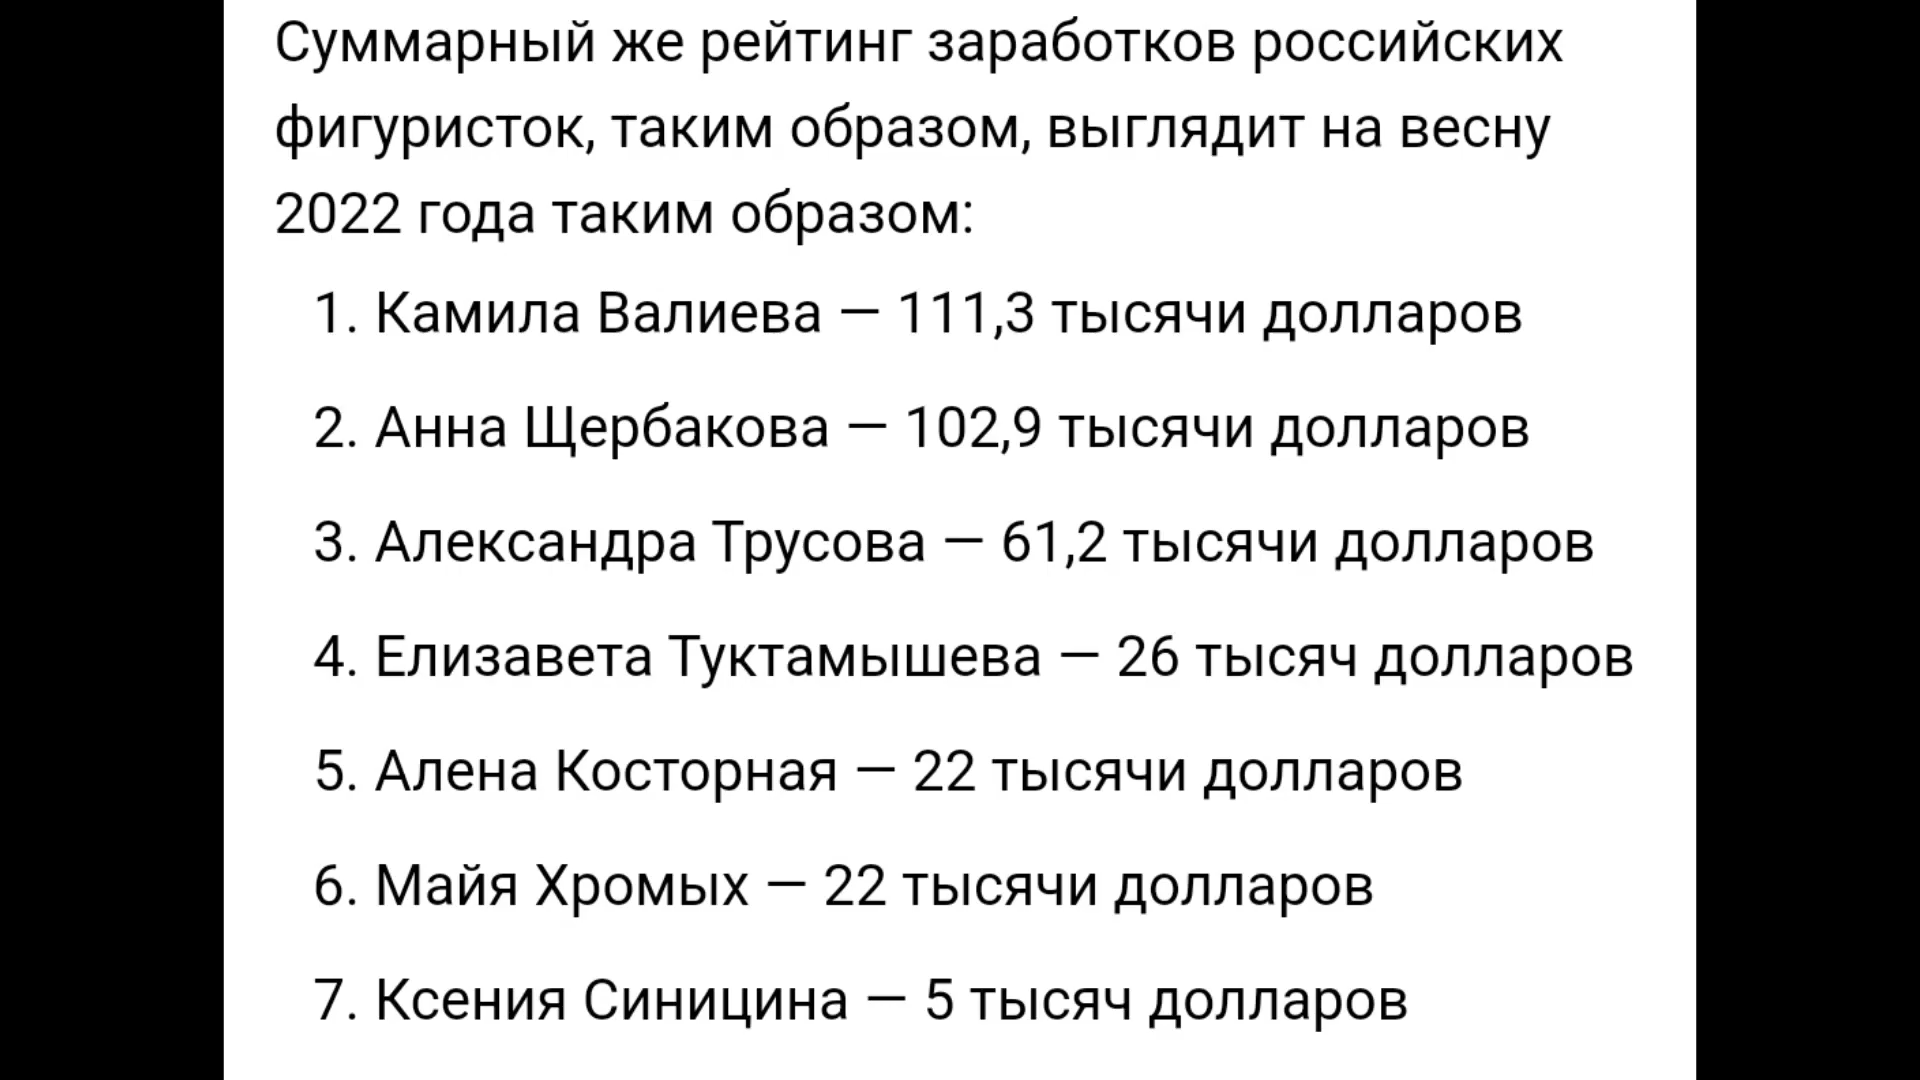 Суммарный же рейтинг заработков российских
фигуристок, таким образом, выглядит на весну
2022 года таким образом:
1. Камила Валиева — 111,3 тысячи долларов
2. Анна Щербакова — 102,9 тысячи долларов
3. Александра Трусова — 61,2 тысячи долларов
4. Елизавета Туктамышева — 26 тысяч долларов
5. Алена Косторная — 22 тысячи долларов
6. Майя Хромых — 22 тысячи долларов
7. Ксения Синицина — 5 тысяч долларов